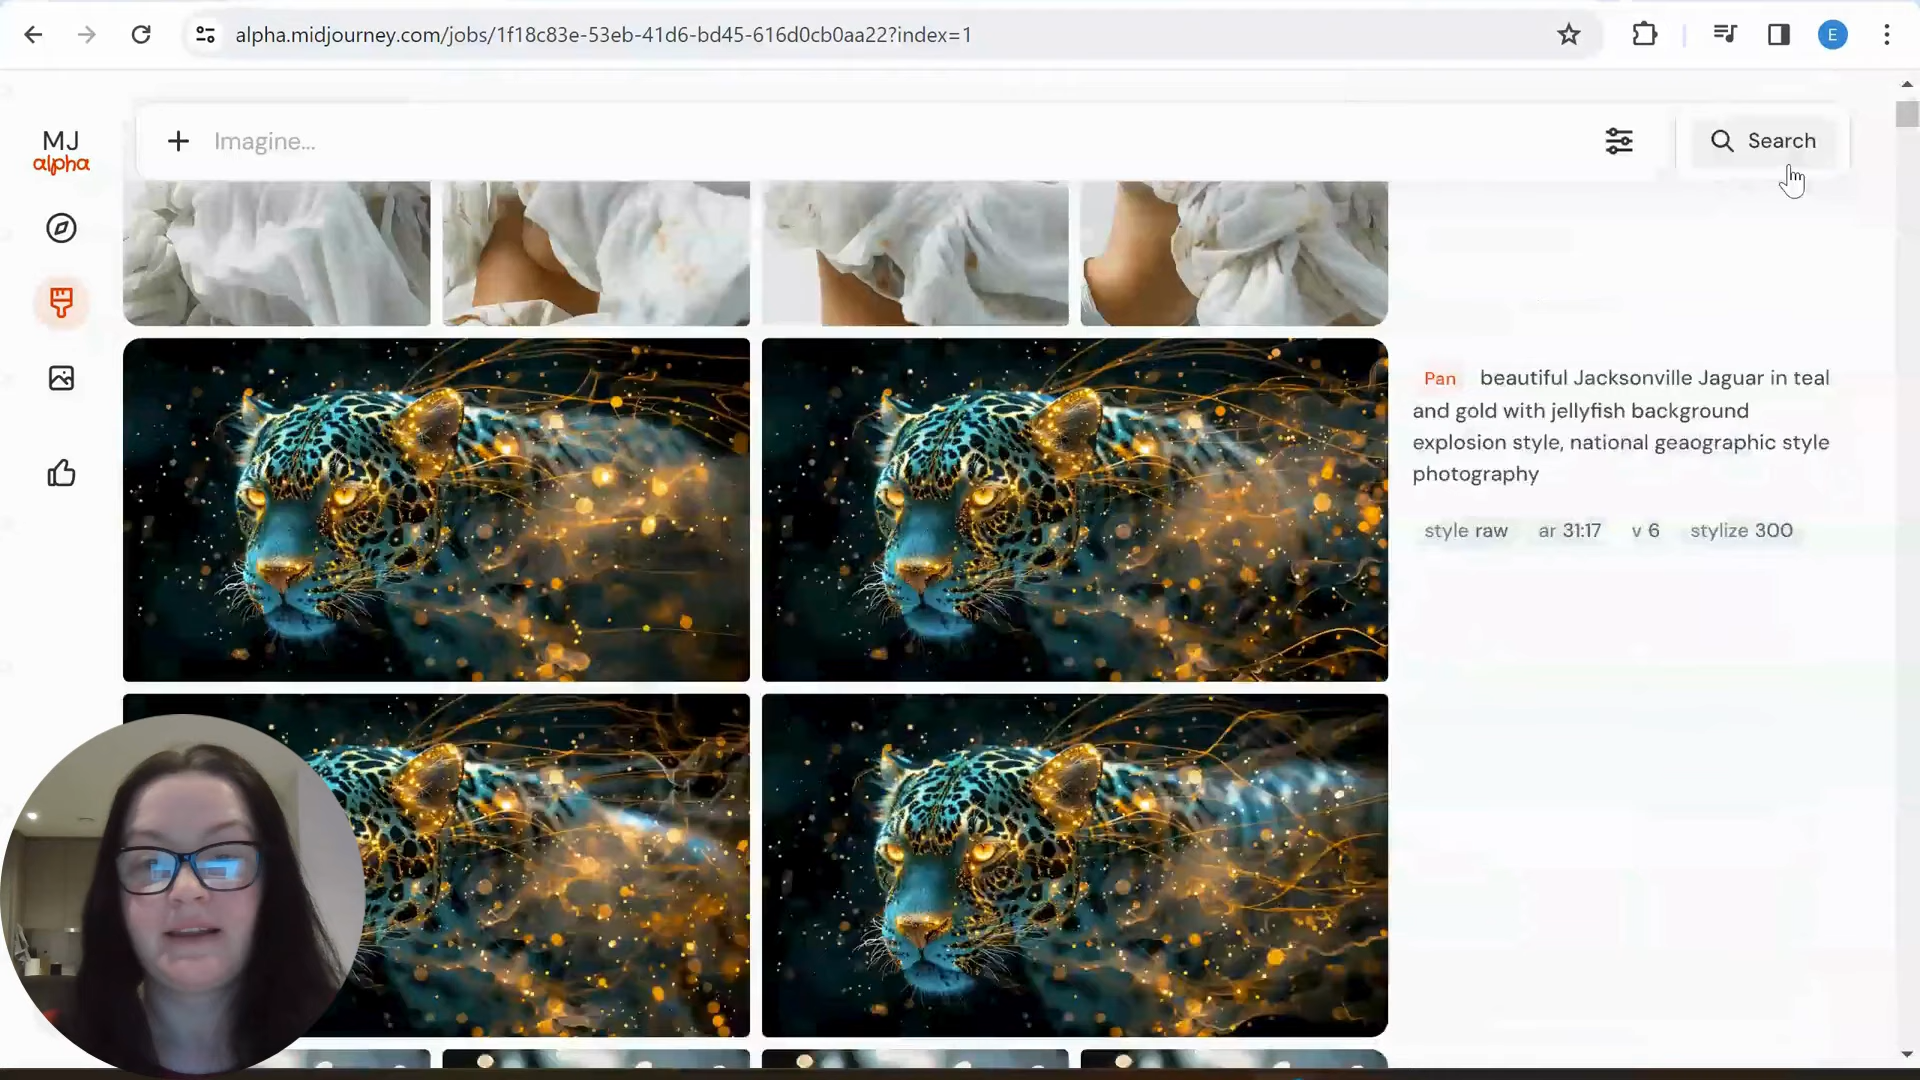 alpha.midjourney.com/jobs/1f18c83e-53eb-41d6-bd45-616d0cb0aa22?index=1
E
MJ
alpha
Imagine...
Search
Pan beautiful Jacksonville Jaguar in teal
and gold with jellyfish background
explosion style, national geaographic style
photography
style raw ar 31:17 v 6 stylize 300